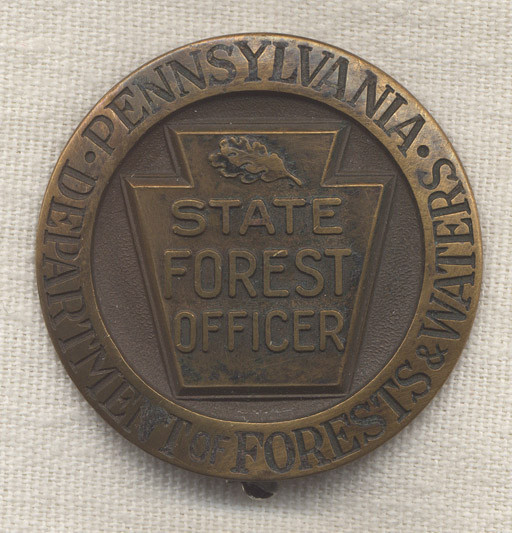 PENNSYLVANIA
DEPARTMENT OF FORESTS & WATERS
STATE
FOREST
OFFICER